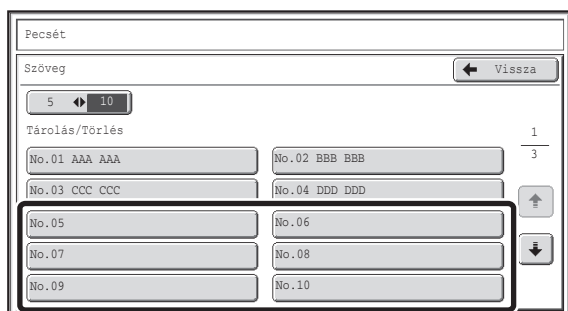 Pecsét
Szöveg
Vissza
5 10
Tárolás/Törlés
1
3
No.01 AAA AAA
No.02 BBB BBB
No.03 CCC CCC
No.04 DDD DDD
No.05
No.06
No.07
No.08
No.09
No.10